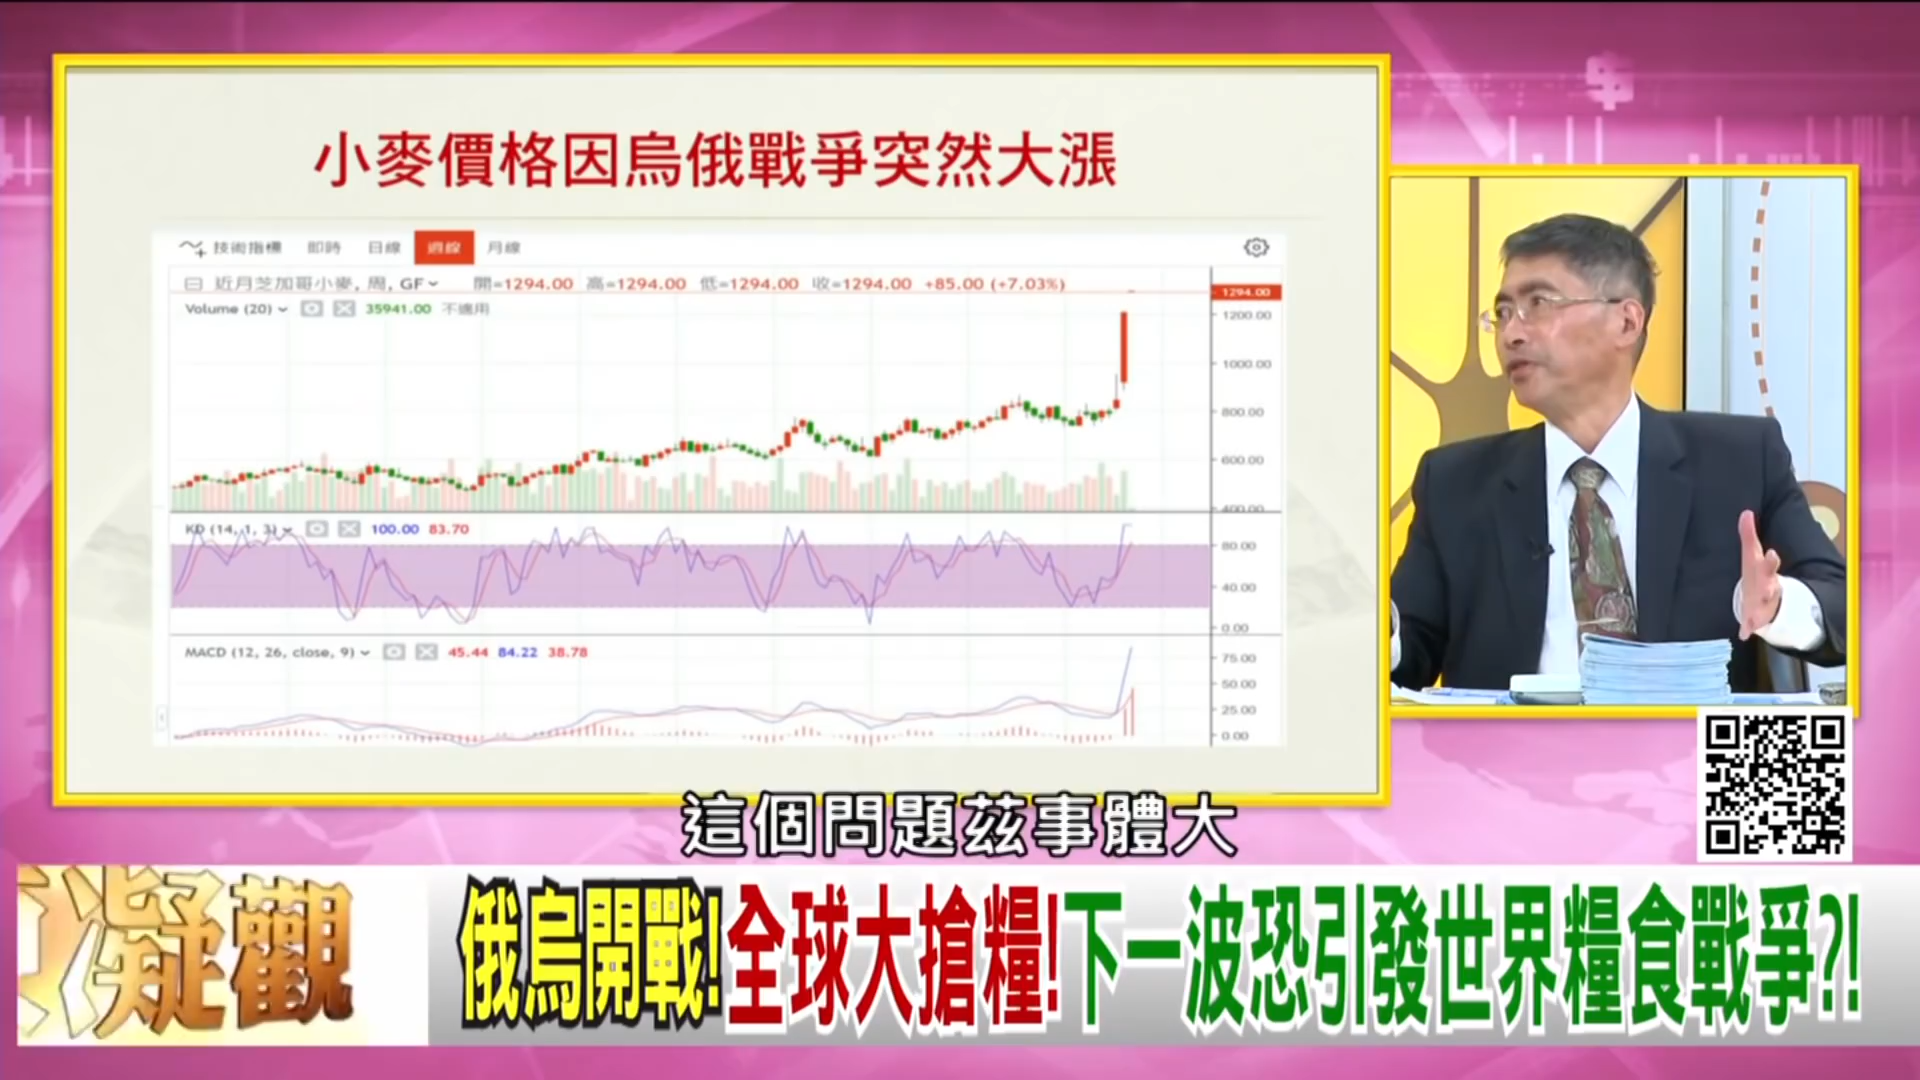 小麥價格因烏俄戰爭突然大漲
技術指標 即時 日線 週線 月線
近月芝加哥小麥, 周, GF 開=1294.00 高=1294.00 低=1294.00 收=1294.00 +85.00 (+7.03%)
1294.00
Volume (20) 35941.00 不適用
1200.00
1000.00
800.00
600.00
400.00
KD (14, 1, 3) 100.00 83.70
80.00
40.00
0.00
MACD (12, 26, close, 9) 45.44 84.22 38.78
75.00
50.00
25.00
0.00
這個問題茲事體大
凝觀
俄烏開戰!全球大搶糧!下一波恐引發世界糧食戰爭?!